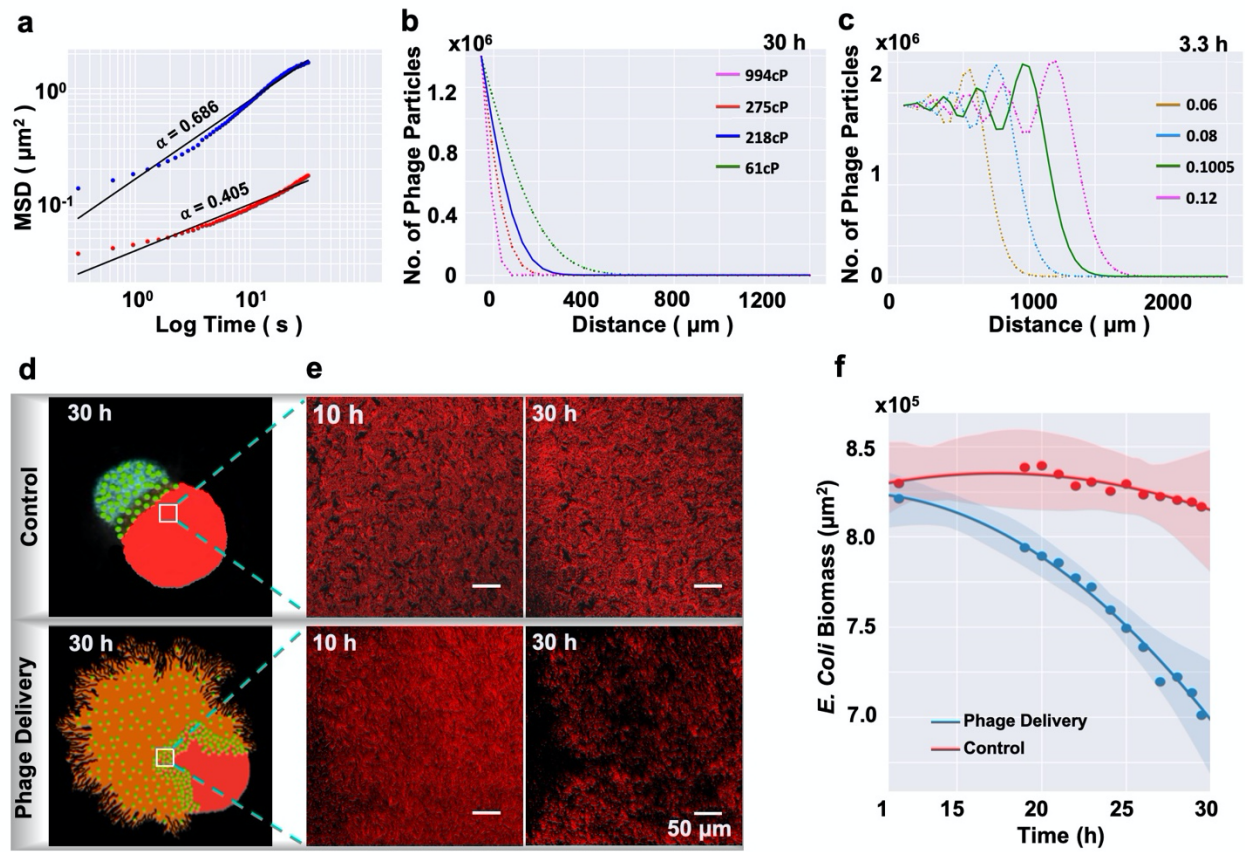 a
MSD ( µm²)
10⁰
10⁻¹
α = 0.686
α = 0.405
10⁰ 10¹
Log Time ( s )
b
x10⁶
30 h
No. of Phage Particles
1.2
0.8
0.4
0
994cP
275cP
218cP
61cP
0 400 800 1200
Distance ( µm )
c
x10⁶
3.3 h
No. of Phage Particles
2
1
0
0.06
0.08
0.1005
0.12
0 1000 2000
Distance ( µm )
d
Control
30 h
Phage Delivery
30 h
e
10 h
30 h
10 h
30 h
50 µm
f
x10⁵
E. Coli Biomass (µm²)
8.5
8.0
7.5
7.0
Phage Delivery
Control
1 15 20 25 30
Time (h)